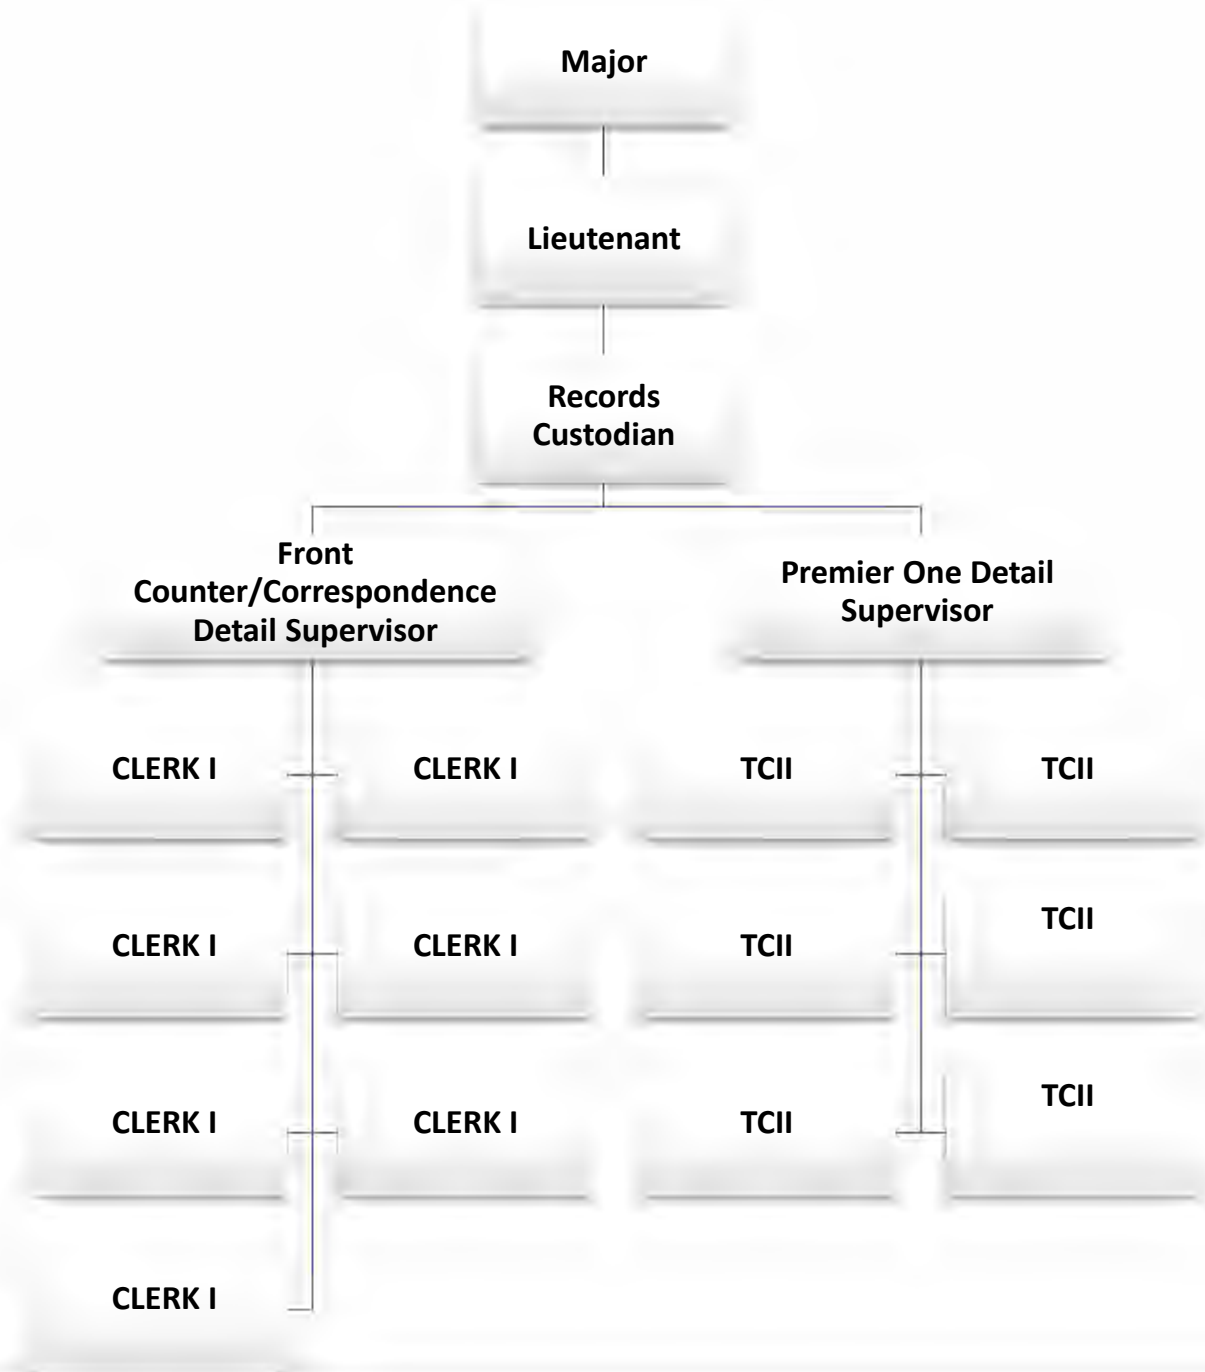 Major
Lieutenant
Records
Custodian
Front
Counter/Correspondence
Detail Supervisor
Premier One Detail
Supervisor
CLERK I
CLERK I
TCII
TCII
CLERK I
CLERK I
TCII
TCII
CLERK I
CLERK I
TCII
TCII
CLERK I